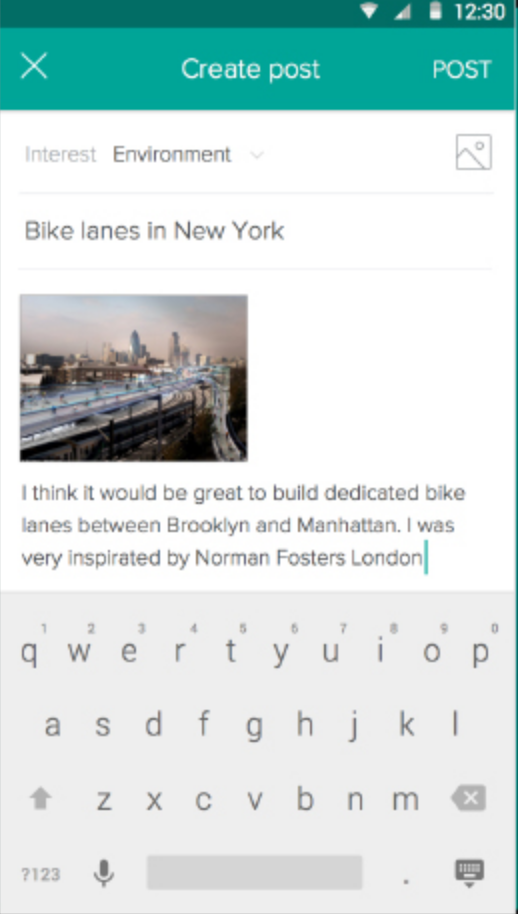 12:30
Create post POST
Interest Environment
Bike lanes in New York
I think it would be great to build dedicated bike
lanes between Brooklyn and Manhattan. I was
very inspirated by Norman Fosters London
1 2 3 4 5 6 7 8 9 0
q w e r t y u i o p
a s d f g h j k l
z x c v b n m
?123 .